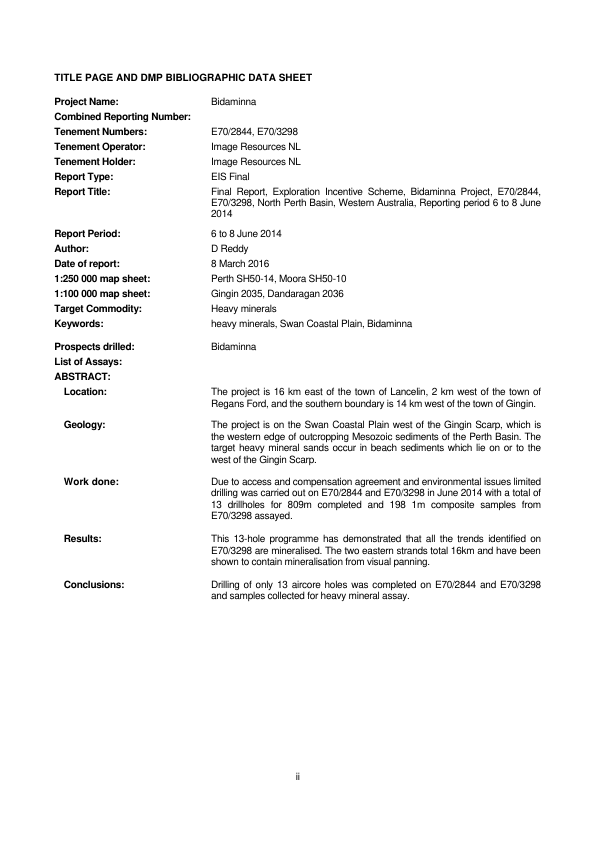 TITLE PAGE AND DMP BIBLIOGRAPHIC DATA SHEET
Project Name: Bidaminna
Combined Reporting Number:
Tenement Numbers: E70/2844, E70/3298
Tenement Operator: Image Resources NL
Tenement Holder: Image Resources NL
Report Type: EIS Final
Report Title: Final Report, Exploration Incentive Scheme, Bidaminna Project, E70/2844,
E70/3298, North Perth Basin, Western Australia, Reporting period 6 to 8 June
2014
Report Period: 6 to 8 June 2014
Author: D Reddy
Date of report: 8 March 2016
1:250 000 map sheet: Perth SH50-14, Moora SH50-10
1:100 000 map sheet: Gingin 2035, Dandaragan 2036
Target Commodity: Heavy minerals
Keywords: heavy minerals, Swan Coastal Plain, Bidaminna
Prospects drilled: Bidaminna
List of Assays:
ABSTRACT:
Location: The project is 16 km east of the town of Lancelin, 2 km west of the town of
Regans Ford, and the southern boundary is 14 km west of the town of Gingin.
Geology: The project is on the Swan Coastal Plain west of the Gingin Scarp, which is
the western edge of outcropping Mesozoic sediments of the Perth Basin. The
target heavy mineral sands occur in beach sediments which lie on or to the
west of the Gingin Scarp.
Work done: Due to access and compensation agreement and environmental issues limited
drilling was carried out on E70/2844 and E70/3298 in June 2014 with a total of
13 drillholes for 809m completed and 198 1m composite samples from
E70/3298 assayed.
Results: This 13-hole programme has demonstrated that all the trends identified on
E70/3298 are mineralised. The two eastern strands total 16km and have been
shown to contain mineralisation from visual panning.
Conclusions: Drilling of only 13 aircore holes was completed on E70/2844 and E70/3298
and samples collected for heavy mineral assay.
ii